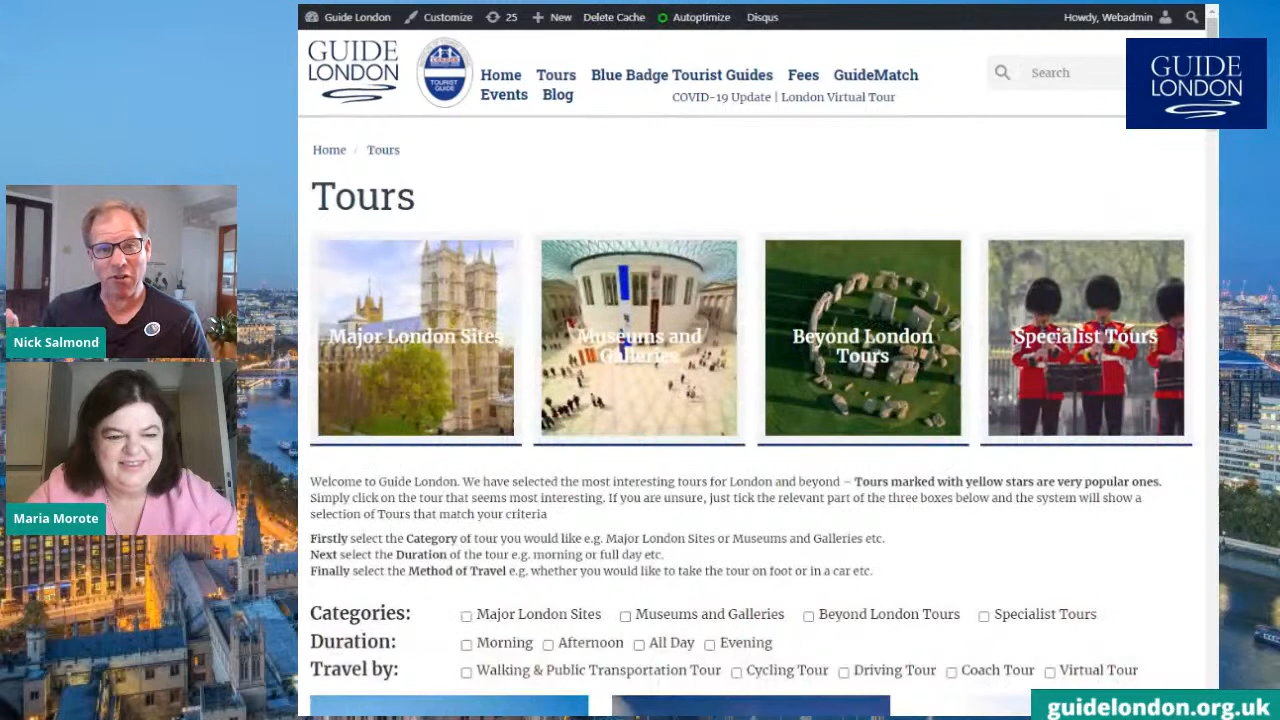 Guide London Customize 25 New Delete Cache Autoptimize Disqus Howdy, Webadmin
GUIDE
LONDON
TOURIST
GUIDE
Home Tours Blue Badge Tourist Guides Fees GuideMatch
Events Blog
COVID-19 Update | London Virtual Tour
Search
GUIDE
LONDON
Home / Tours
Tours
Major London Sites
Museums and
Galleries
Beyond London
Tours
Specialist Tours
Nick Salmond
Maria Morote
Welcome to Guide London. We have selected the most interesting tours for London and beyond – Tours marked with yellow stars are very popular ones.
Simply click on the tour that seems most interesting. If you are unsure, just tick the relevant part of the three boxes below and the system will show a
selection of Tours that match your criteria
Firstly select the Category of tour you would like e.g. Major London Sites or Museums and Galleries etc.
Next select the Duration of the tour e.g. morning or full day etc.
Finally select the Method of Travel e.g. whether you would like to take the tour on foot or in a car etc.
Categories: Major London Sites Museums and Galleries Beyond London Tours Specialist Tours
Duration: Morning Afternoon All Day Evening
Travel by: Walking & Public Transportation Tour Cycling Tour Driving Tour Coach Tour Virtual Tour
guidelondon.org.uk